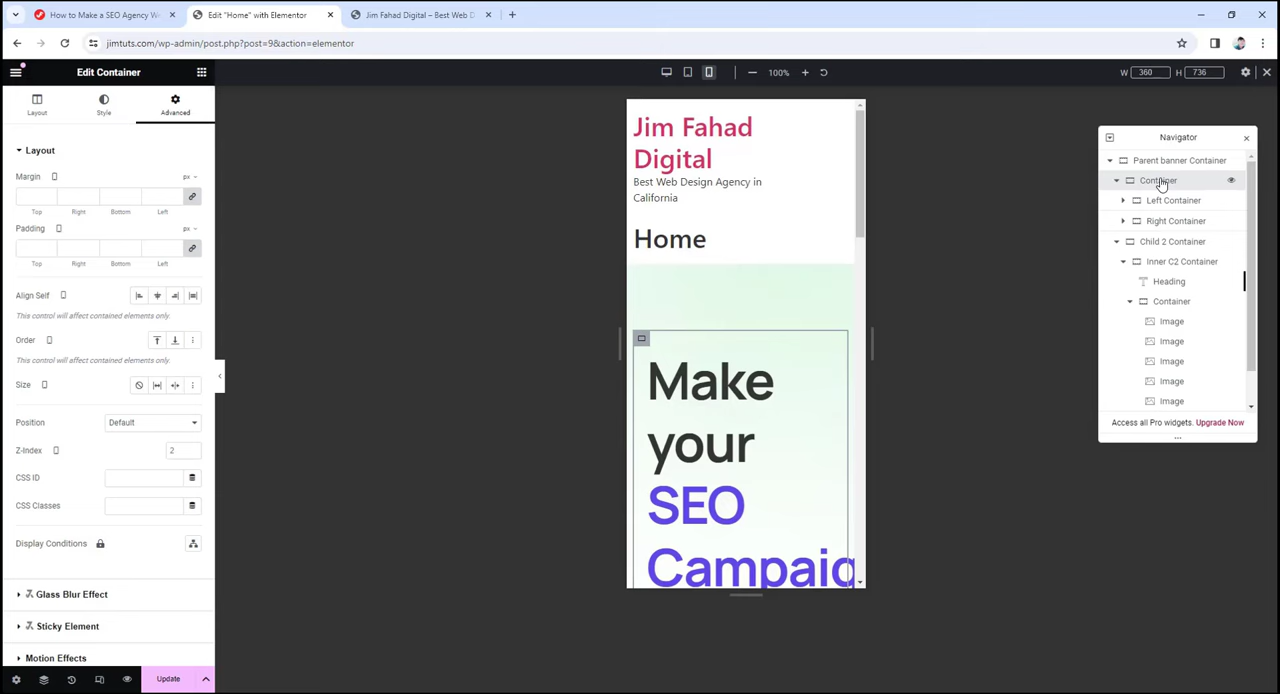 How to Make a SEO Agency We
Edit "Home" with Elementor
Jim Fahad Digital – Best Web D
jimtuts.com/wp-admin/post.php?post=9&action=elementor
Edit Container
100%
W 360 H 736
Layout
Style
Advanced
Layout
Margin px
Top Right Bottom Left
Padding px
Top Right Bottom Left
Align Self
This control will affect contained elements only.
Order
This control will affect contained elements only.
Size
Position Default
Z-Index 2
CSS ID
CSS Classes
Display Conditions
Glass Blur Effect
Sticky Element
Motion Effects
Update
Jim Fahad
Digital
Best Web Design Agency in
California
Home
Make
your
SEO
Campaig
Navigator
Parent banner Container
Container
Left Container
Right Container
Child 2 Container
Inner C2 Container
Heading
Container
Image
Image
Image
Image
Image
Access all Pro widgets. Upgrade Now